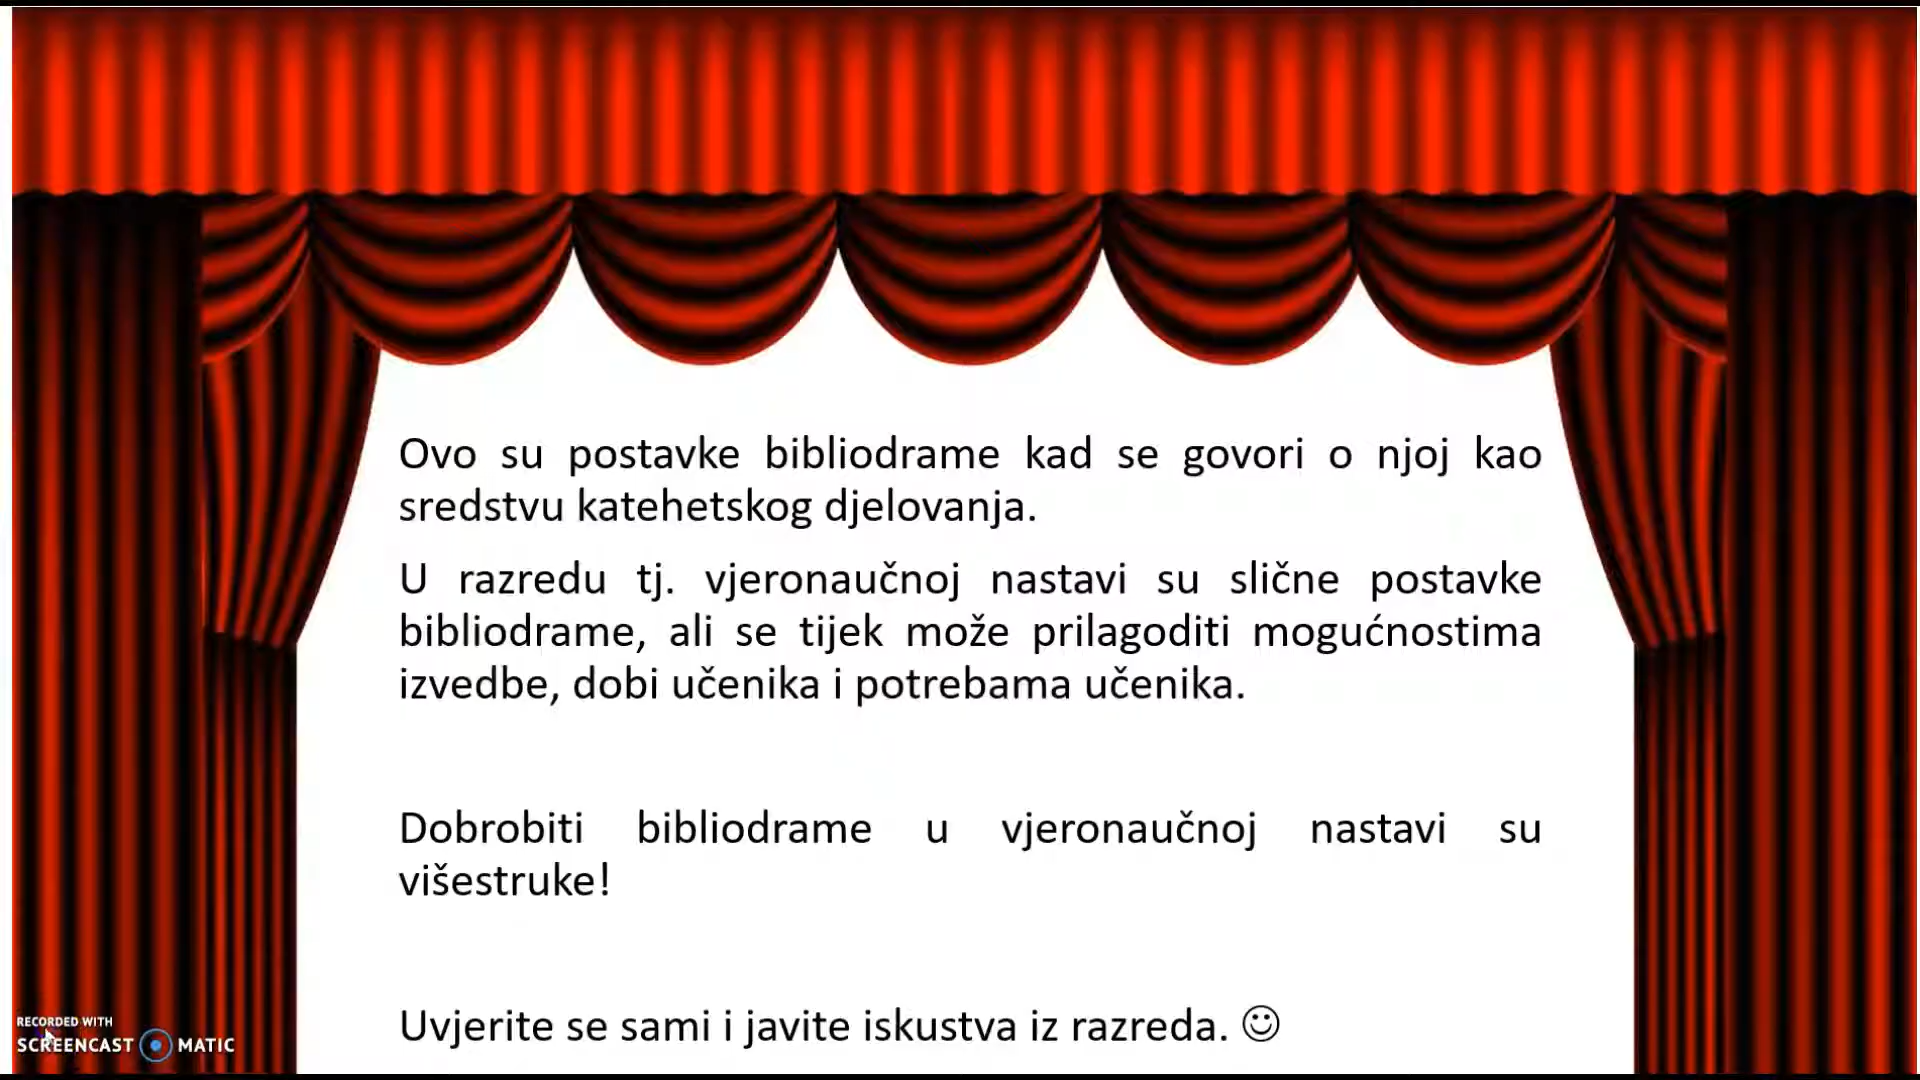 Ovo su postavke bibliodrame kad se govori o njoj kao
sredstvu katehetskog djelovanja.
U razredu tj. vjeronaučnoj nastavi su slične postavke
bibliodrame, ali se tijek može prilagoditi mogućnostima
izvedbe, dobi učenika i potrebama učenika.
Dobrobiti bibliodrame u vjeronaučnoj nastavi su
višestruke!
Uvjerite se sami i javite iskustva iz razreda. ☺
RECORDED WITH
SCREENCAST MATIC